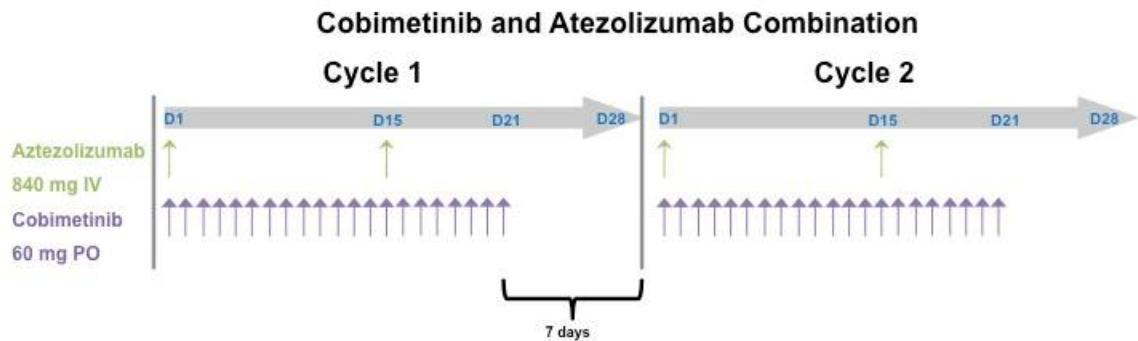 Cobimetinib and Atezolizumab Combination
Cycle 1
Cycle 2
D1 D15 D21 D28
D1 D15 D21 D28
Aztezolizumab
840 mg IV
Cobimetinib
60 mg PO
7 days